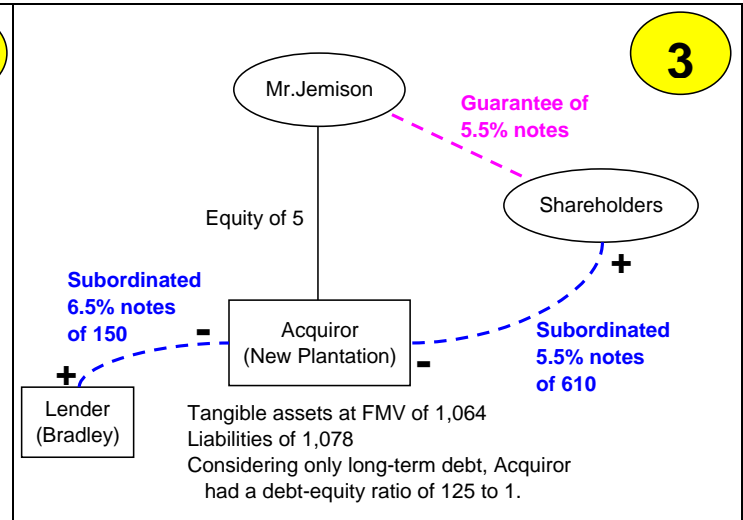 3
Mr.Jemison
Guarantee of
5.5% notes
Shareholders
Equity of 5
+
Subordinated
6.5% notes
of 150
-
Acquiror
(New Plantation)
-
Subordinated
5.5% notes
of 610
+
Lender
(Bradley)
Tangible assets at FMV of 1,064
Liabilities of 1,078
Considering only long-term debt, Acquiror
had a debt-equity ratio of 125 to 1.